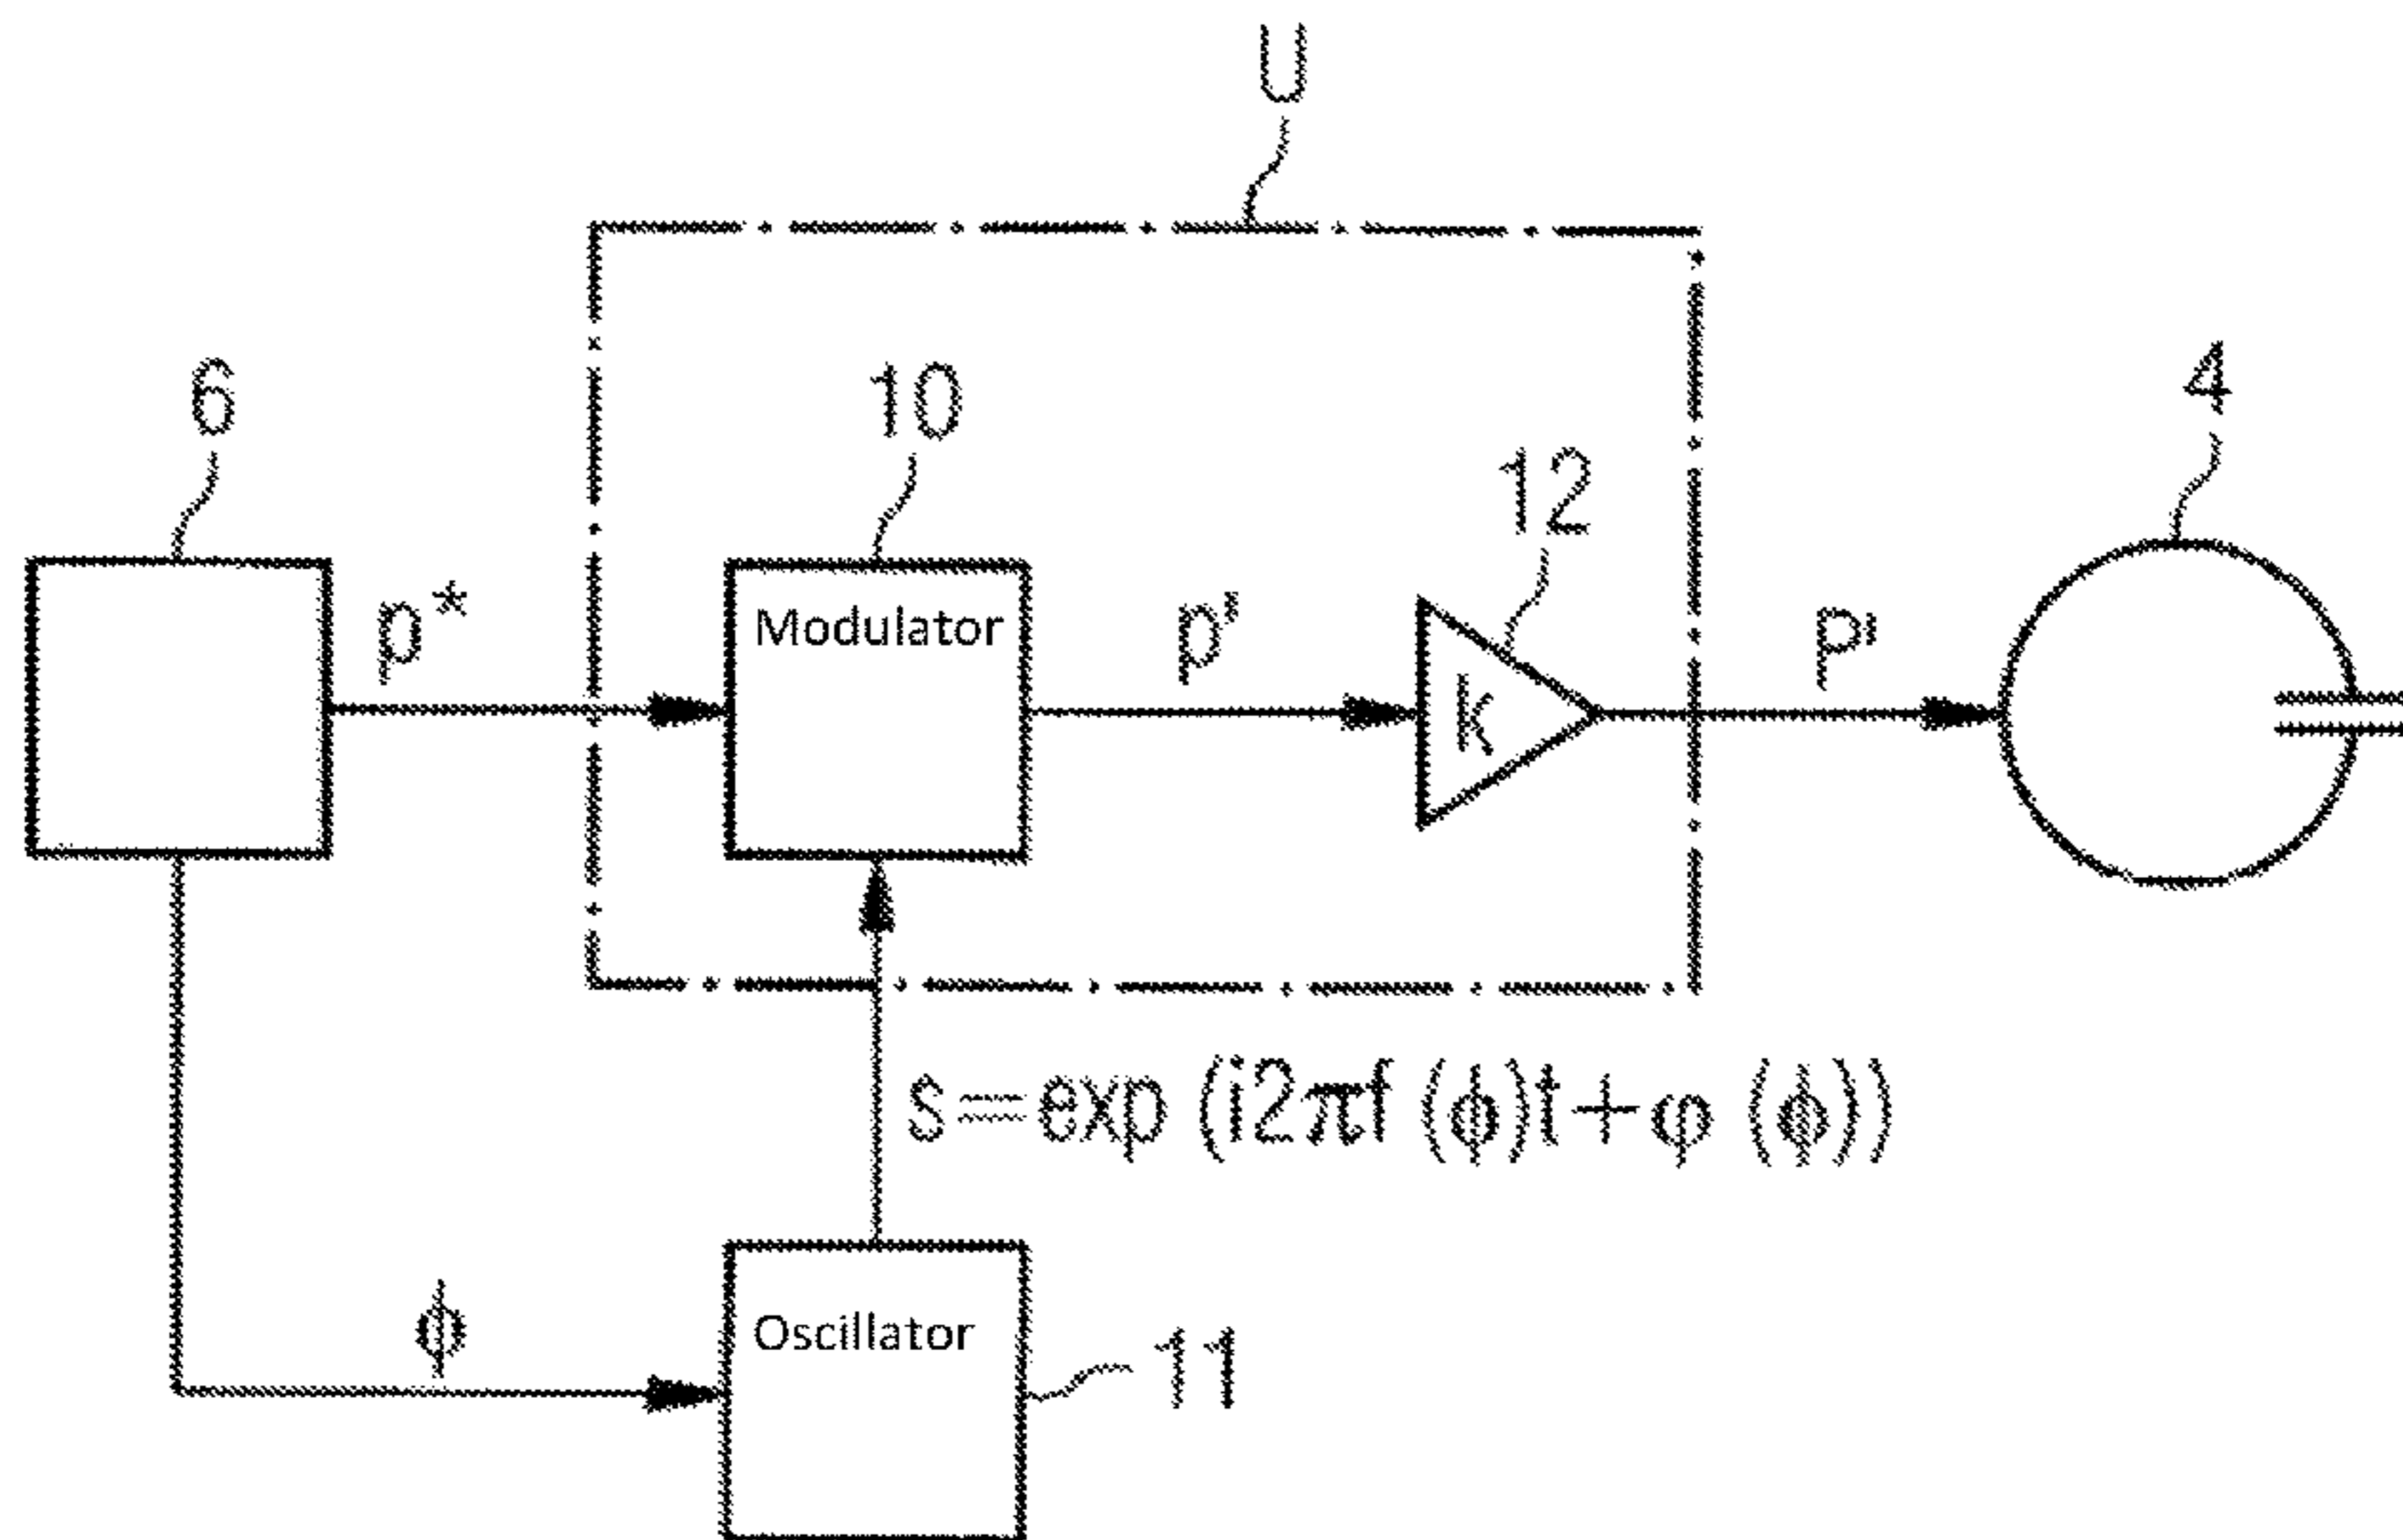 U
6
10
12
4
p*
Modulator
p'
k
P'
s=exp (i2πf (ϕ)t+φ (ϕ))
ϕ
Oscillator
11